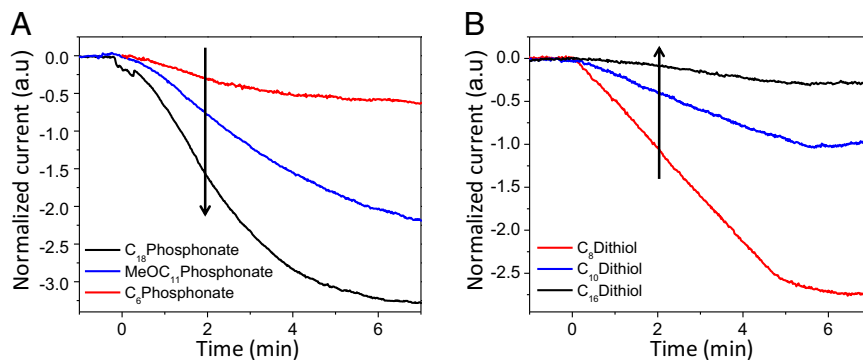 A
Normalized current (a.u)
0.0
-0.5
-1.0
-1.5
-2.0
-2.5
-3.0
C₁₈Phosphonate
MeOC₁₁Phosphonate
C₆Phosphonate
0 2 4 6
Time (min)
B
Normalized current (a.u)
0.0
-0.5
-1.0
-1.5
-2.0
-2.5
C₈Dithiol
C₁₀Dithiol
C₁₆Dithiol
0 2 4 6
Time (min)